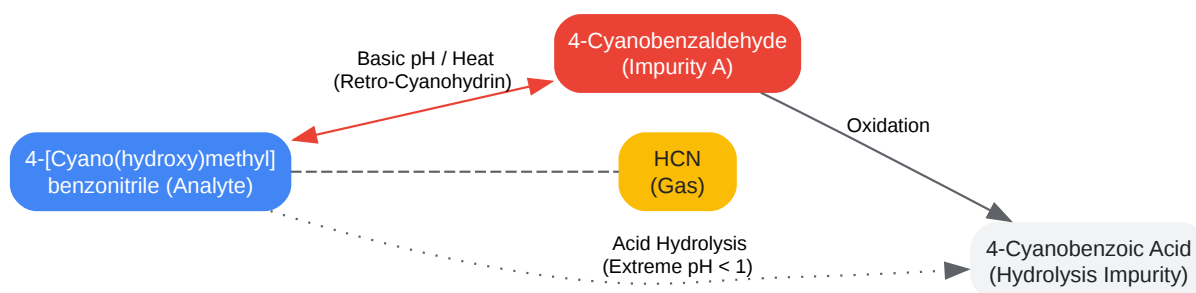 4-Cyanobenzaldehyde
(Impurity A)
Basic pH / Heat
(Retro-Cyanohydrin)
Oxidation
4-[Cyano(hydroxy)methyl]
benzonitrile (Analyte)
HCN
(Gas)
Acid Hydrolysis
(Extreme pH < 1)
4-Cyanobenzoic Acid
(Hydrolysis Impurity)